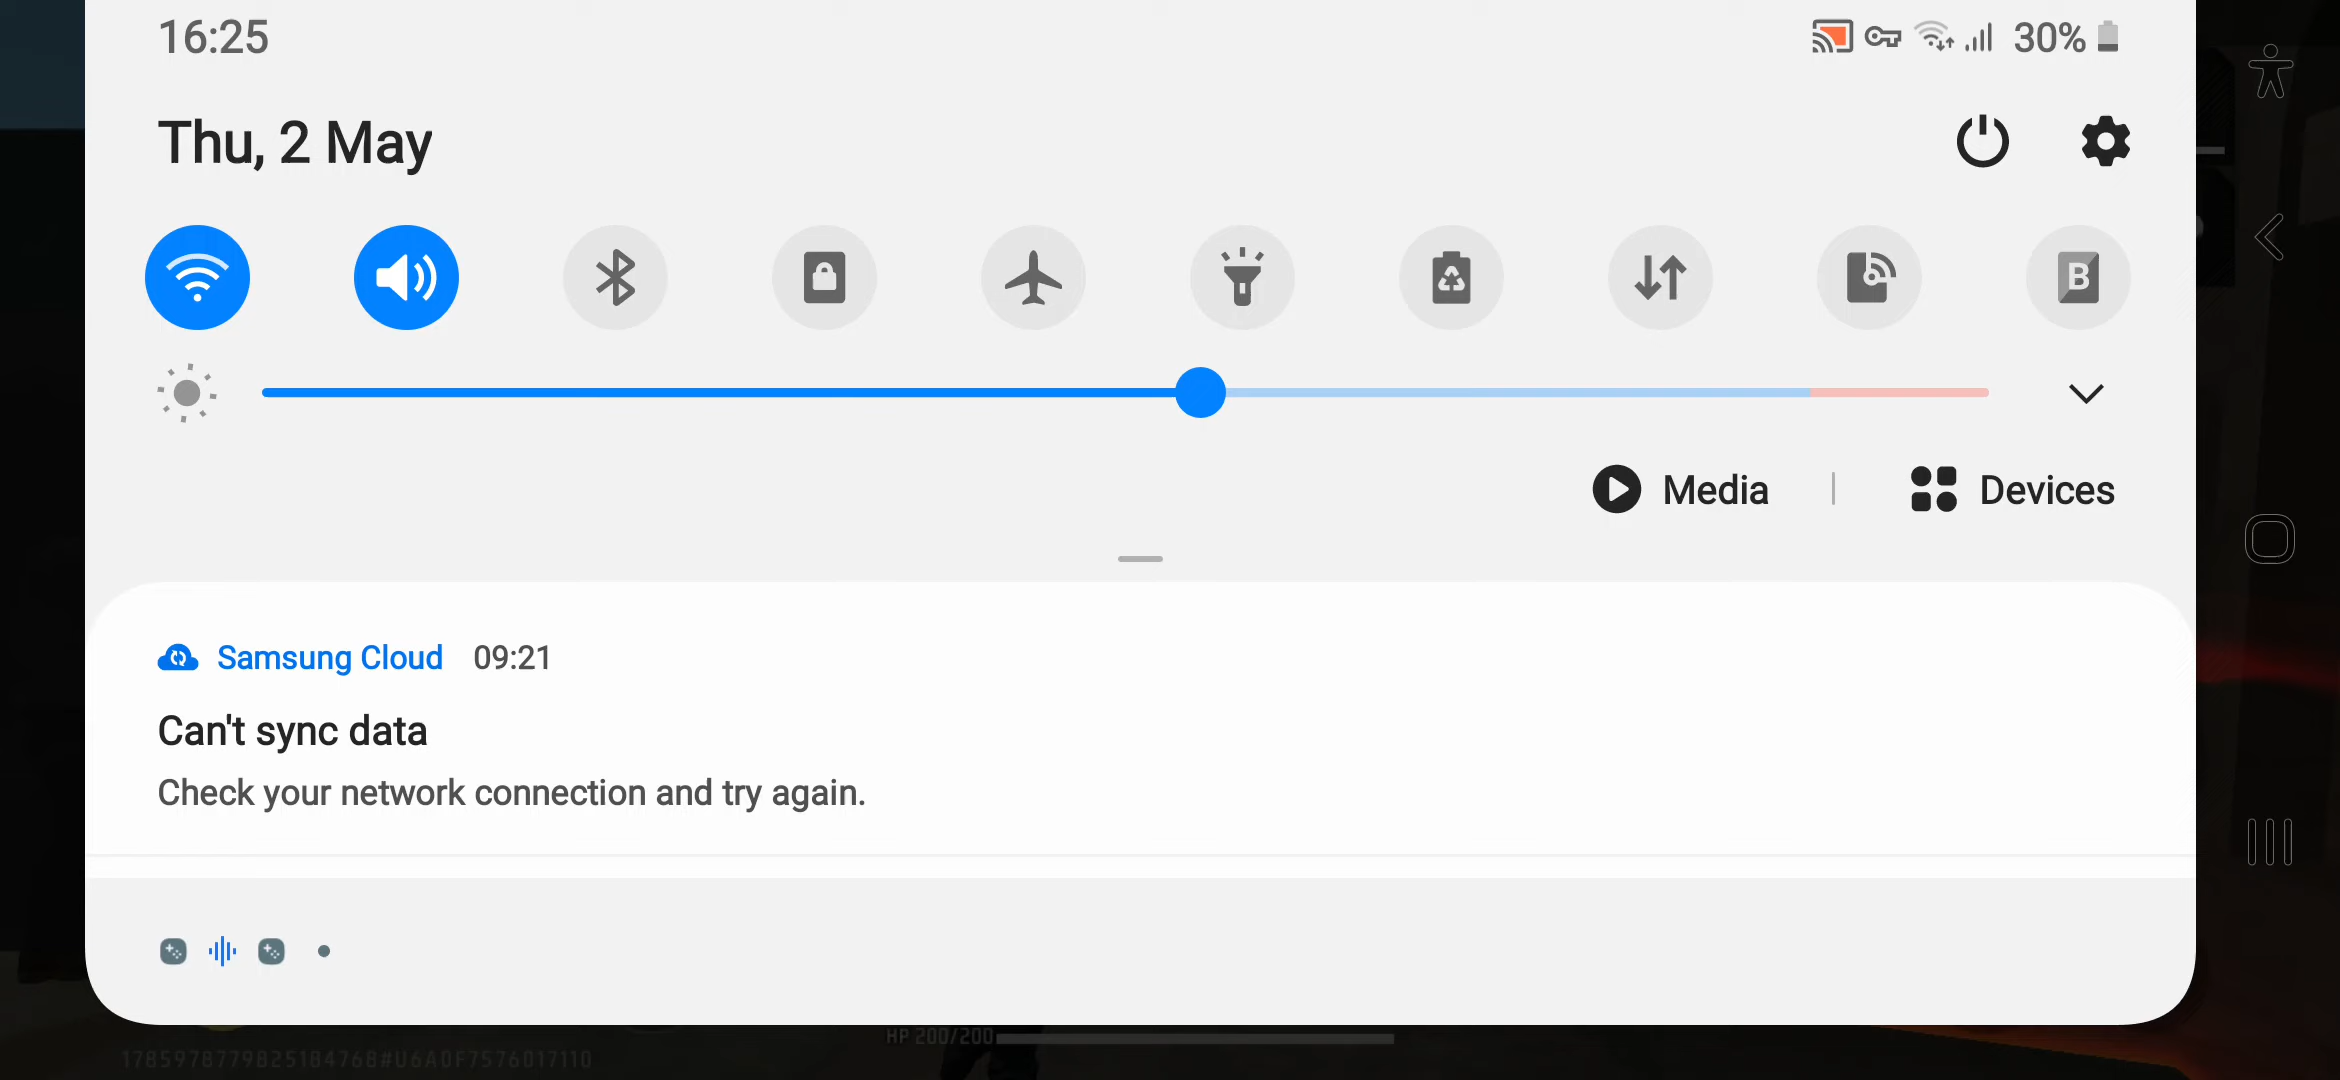 16:25
30%
Thu, 2 May
B
Media
Devices
Samsung Cloud 09:21
Can't sync data
Check your network connection and try again.
HP 200/200